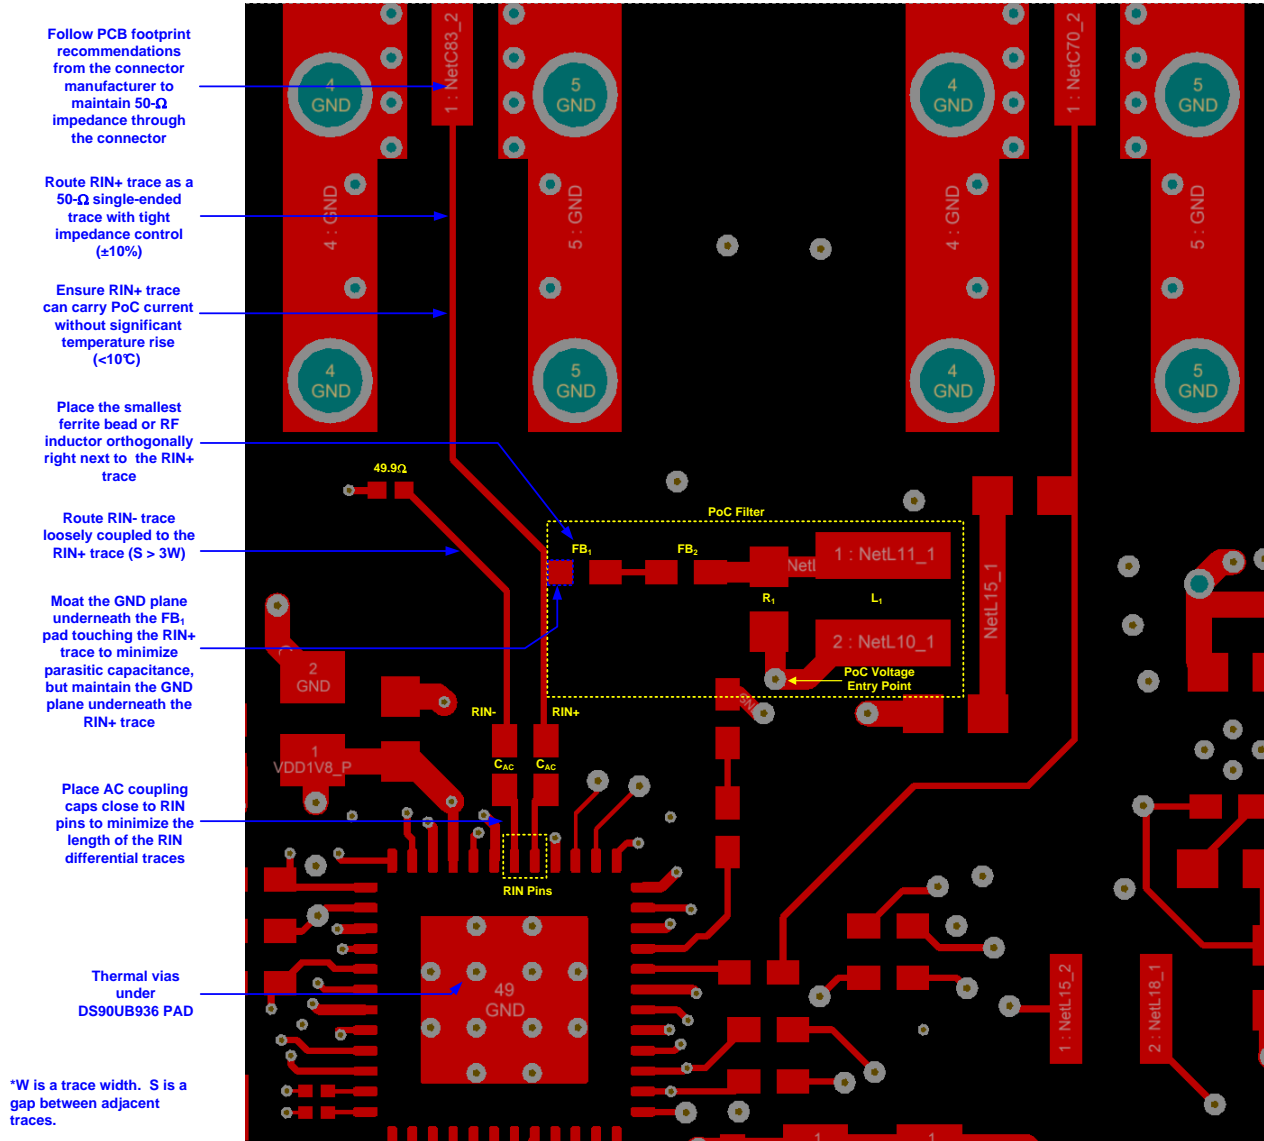 Follow PCB footprint
recommendations
from the connector
manufacturer to
maintain 50-Ω
impedance through
the connector
Route RIN+ trace as a
50-Ω single-ended
trace with tight
impedance control
(±10%)
Ensure RIN+ trace
can carry PoC current
without significant
temperature rise
(<10℃)
Place the smallest
ferrite bead or RF
inductor orthogonally
right next to the RIN+
trace
Route RIN- trace
loosely coupled to the
RIN+ trace (S > 3W)
Moat the GND plane
underneath the FB₁
pad touching the RIN+
trace to minimize
parasitic capacitance,
but maintain the GND
plane underneath the
RIN+ trace
Place AC coupling
caps close to RIN
pins to minimize the
length of the RIN
differential traces
Thermal vias
under
DS90UB936 PAD
*W is a trace width. S is a
gap between adjacent
traces.
4
GND
1 : NetC83_2
5
GND
4
GND
1 : NetC70_2
5
GND
4 : GND
5 : GND
4 : GND
5 : GND
4
GND
5
GND
4
GND
5
GND
49.9Ω
PoC Filter
FB₁
FB₂
NetL
1 : NetL11_1
R₁
L₁
2 : NetL10_1
PoC Voltage
Entry Point
NetL15_1
2
GND
RIN-
RIN+
1
VDD1V8_P
C_AC
C_AC
RIN Pins
49
GND
1 : NetL15_2
2 : NetL18_1
1
1